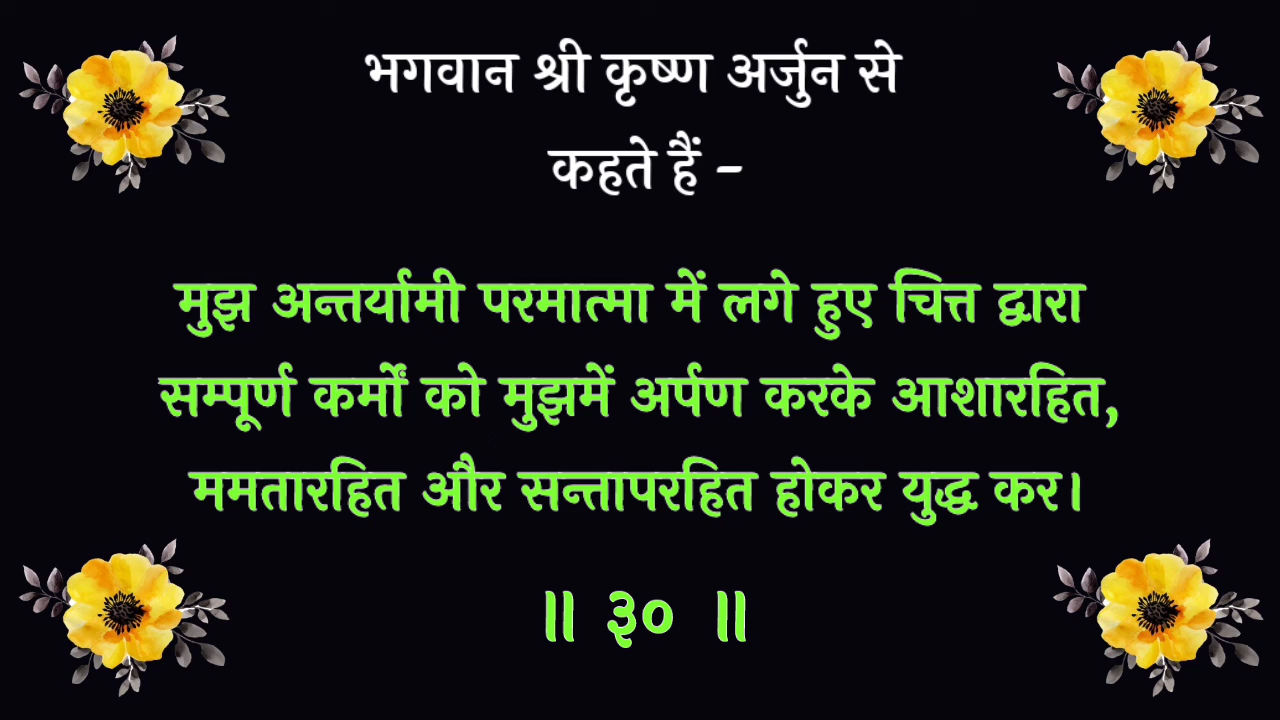 भगवान श्री कृष्ण अर्जुन से
कहते हैं -
मुझ अन्तर्यामी परमात्मा में लगे हुए चित्त द्वारा
सम्पूर्ण कर्मों को मुझमें अर्पण करके आशारहित,
ममतारहित और सन्तापरहित होकर युद्ध कर।
॥ ३० ॥